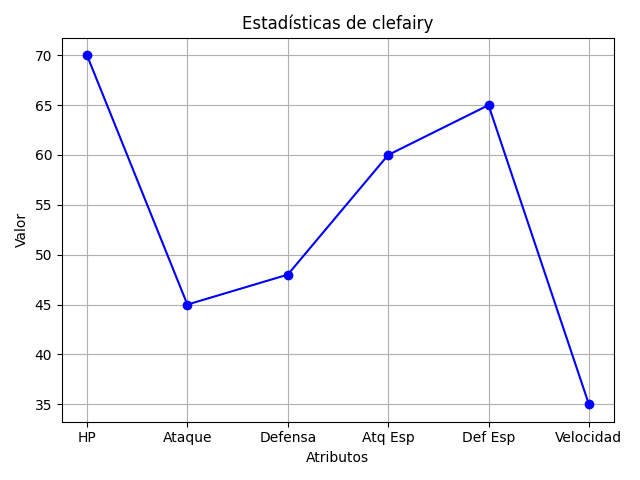 Estadísticas de clefairy
Valor
70
65
60
55
50
45
40
35
HP Ataque Defensa Atq Esp Def Esp Velocidad
Atributos